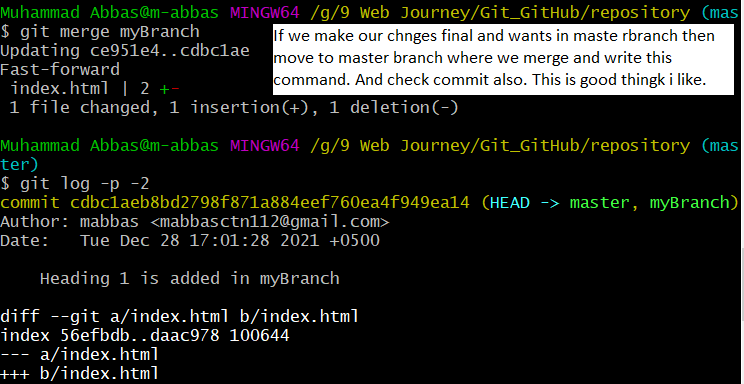 Muhammad Abbas@m-abbas MINGW64 /g/9 Web Journey/Git_GitHub/repository (mas
$ git merge myBranch
Updating ce951e4..cdbc1ae
Fast-forward
 index.html | 2 +-
 1 file changed, 1 insertion(+), 1 deletion(-)
If we make our chnges final and wants in maste rbranch then
move to master branch where we merge and write this
command. And check commit also. This is good thingk i like.
Muhammad Abbas@m-abbas MINGW64 /g/9 Web Journey/Git_GitHub/repository (mas
ter)
$ git log -p -2
commit cdbc1aeb8bd2798f871a884eef760ea4f949ea14 (HEAD -> master, myBranch)
Author: mabbas <mabbasctn112@gmail.com>
Date:   Tue Dec 28 17:01:28 2021 +0500
    Heading 1 is added in myBranch
diff --git a/index.html b/index.html
index 56efbdb..daac978 100644
--- a/index.html
+++ b/index.html